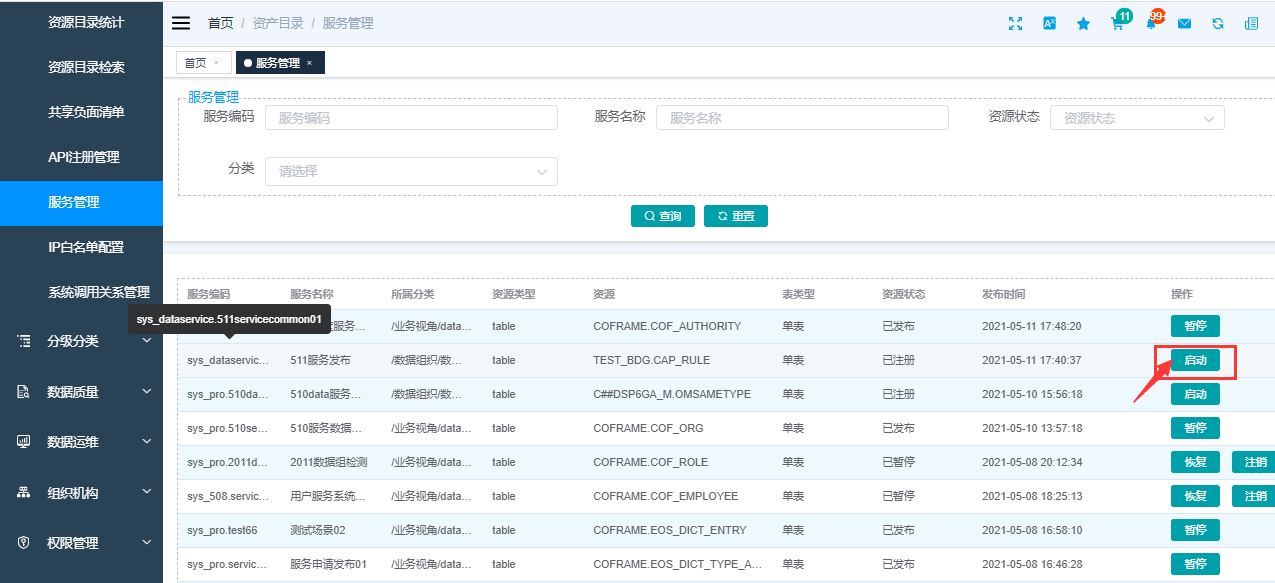 资源目录统计
资源目录检索
共享负面清单
API注册管理
服务管理
IP白名单配置
系统调用关系管理
分级分类
数据质量
数据运维
组织机构
权限管理
首页 / 资产目录 / 服务管理
11 99+
首页 × 服务管理 ×
服务管理
服务编码 服务编码 服务名称 服务名称 资源状态 资源状态
分类 请选择
查询 重置
服务编码 服务名称 所属分类 资源类型 资源 表类型 资源状态 发布时间 操作
sys_dataservice.511servicecommon01
服务... /业务视角/data... table COFRAME.COF_AUTHORITY 单表 已发布 2021-05-11 17:48:20 暂停
sys_dataservic... 511服务发布 /数据组织/数... table TEST_BDG.CAP_RULE 单表 已注册 2021-05-11 17:40:37 启动
sys_pro.510da... 510data服务... /数据组织/数... table C##DSP6GA_M.OMSAMETYPE 单表 已注册 2021-05-10 15:56:18 启动
sys_pro.510se... 510服务数据... /业务视角/data... table COFRAME.COF_ORG 单表 已发布 2021-05-10 13:57:18 暂停
sys_pro.2011d... 2011数据组检测 /业务视角/data... table COFRAME.COF_ROLE 单表 已暂停 2021-05-08 20:12:34 恢复 注销
sys_508.servic... 用户服务系统... /业务视角/data... table COFRAME.COF_EMPLOYEE 单表 已暂停 2021-05-08 18:25:13 恢复 注销
sys_pro.test66 测试场景02 /业务视角/data... table COFRAME.EOS_DICT_ENTRY 单表 已发布 2021-05-08 16:58:10 暂停
sys_pro.servic... 服务申请发布01 /业务视角/data... table COFRAME.EOS_DICT_TYPE_A... 单表 已发布 2021-05-08 16:46:28 暂停